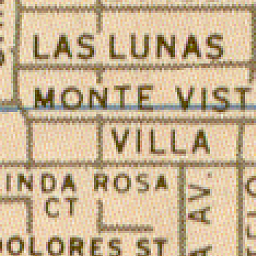 LAS LUNAS
MONTE VIST
VILLA
INDA ROSA
CT
DOLORES ST
AV.